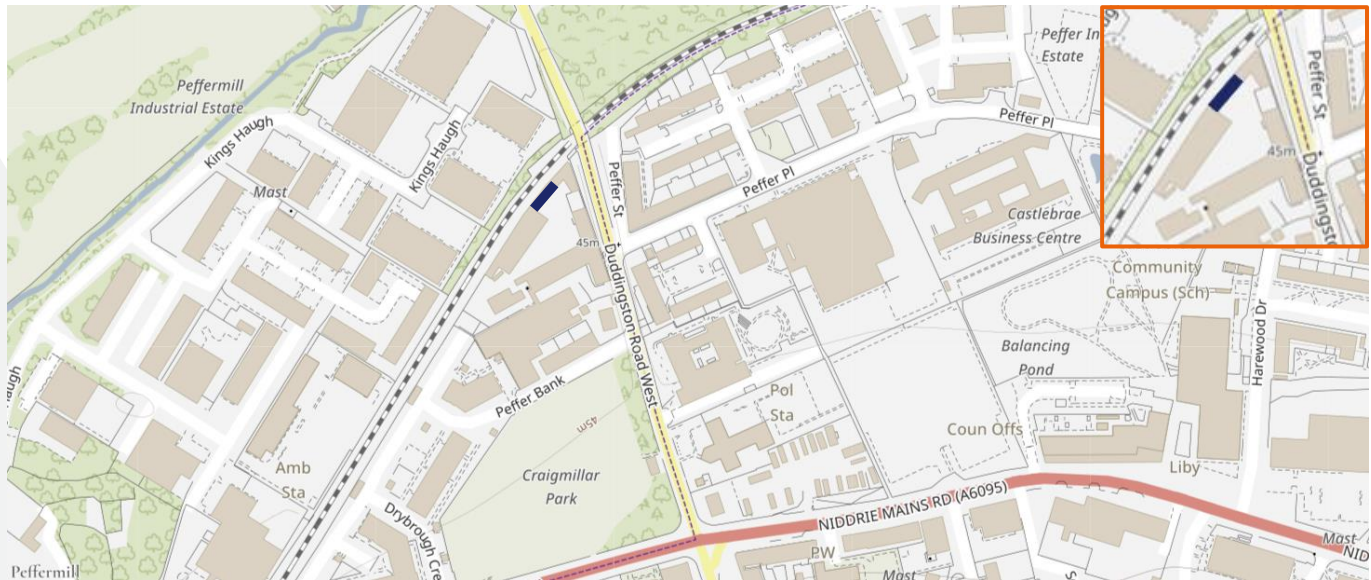 Peffermill
Industrial Estate
Kings Haugh
Kings Haugh
Mast
Peffer St
45m
Duddingston Road West
Peffer Pl
Peffer Pl
Peffer In
Estate
Castlebrae
Business Centre
Community
Campus (Sch)
Balancing
Pond
Harewood Dr
Peffer Bank
45m
Pol
Sta
Coun Offs
Liby
Craigmillar
Park
Amb
Sta
Drybrough Cre
NIDDRIE MAINS RD (A6095)
PW
Mast
Mast
NID
Peffermill
augh
S
ug
Peffer St
45m
Duddingsto